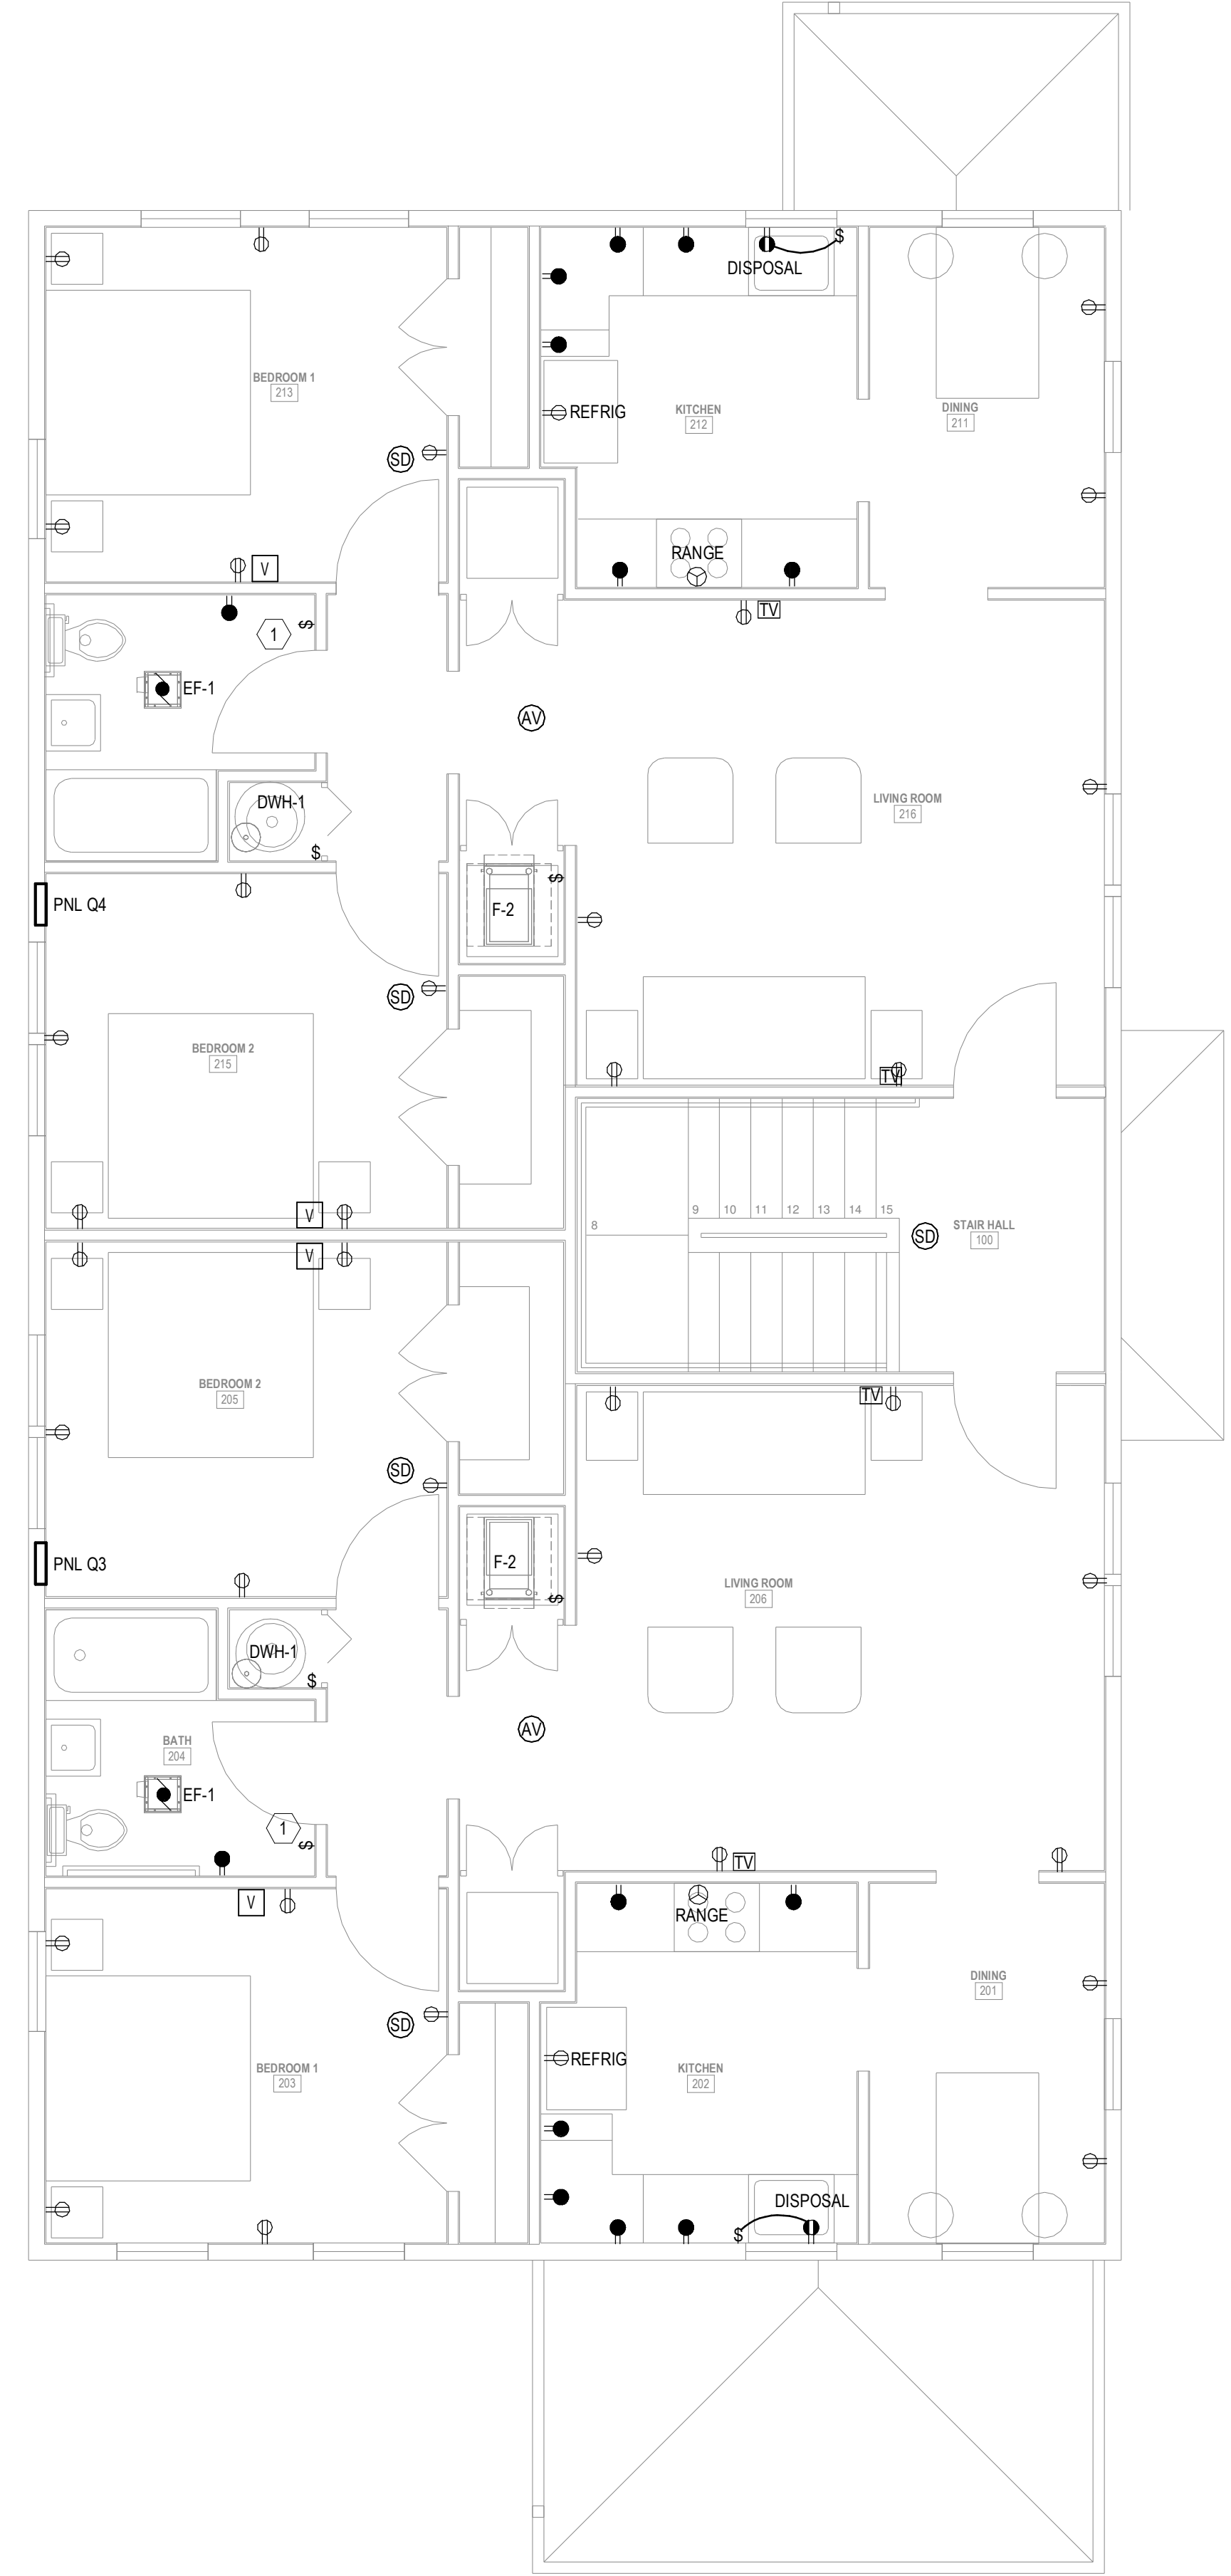 $
DISPOSAL
BEDROOM 1
213
REFRIG
KITCHEN
212
DINING
211
SD
RANGE
V
TV
1
$
EF-1
AV
DWH-1
LIVING ROOM
216
$
$
PNL Q4
F-2
SD
BEDROOM 2
215
TV
V
9
10
11
12
13
14
15
8
SD
STAIR HALL
100
V
BEDROOM 2
205
TV
SD
PNL Q3
F-2
$
LIVING ROOM
206
DWH-1
$
BATH
204
AV
EF-1
1
$
TV
V
RANGE
DINING
201
SD
BEDROOM 1
203
REFRIG
KITCHEN
202
DISPOSAL
$